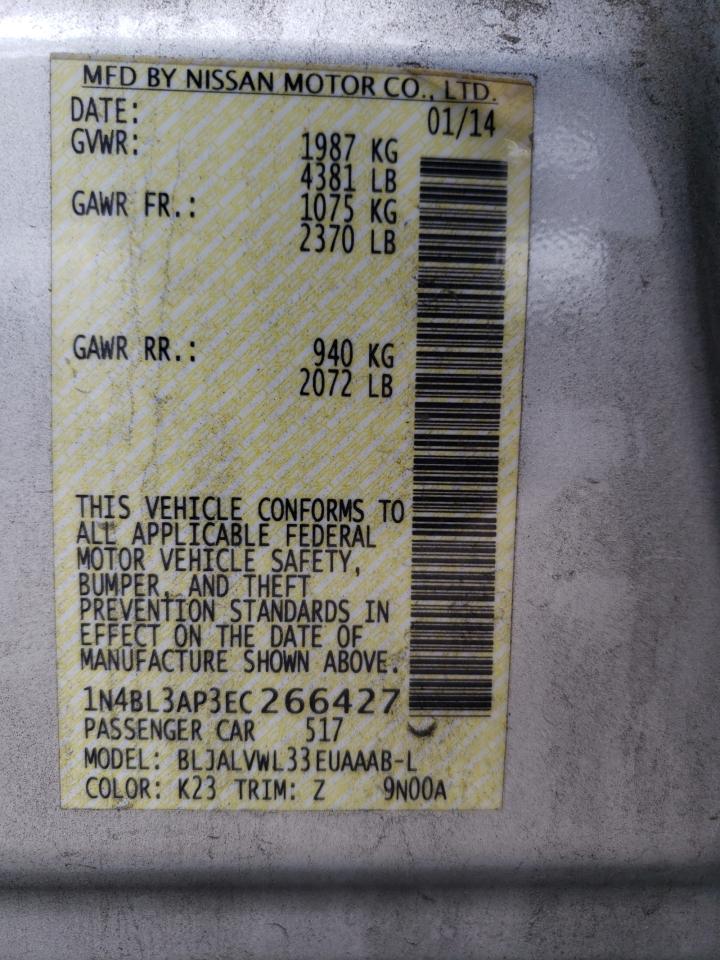 MFD BY NISSAN MOTOR CO., LTD.
DATE: 01/14
GVWR: 1987 KG
4381 LB
GAWR FR.: 1075 KG
2370 LB
GAWR RR.: 940 KG
2072 LB
THIS VEHICLE CONFORMS TO
ALL APPLICABLE FEDERAL
MOTOR VEHICLE SAFETY,
BUMPER, AND THEFT
PREVENTION STANDARDS IN
EFFECT ON THE DATE OF
MANUFACTURE SHOWN ABOVE.
1N4BL3AP3EC266427
PASSENGER CAR 517
MODEL: BLJALVWL33EUAAAB-L
COLOR: K23 TRIM: Z 9N00A